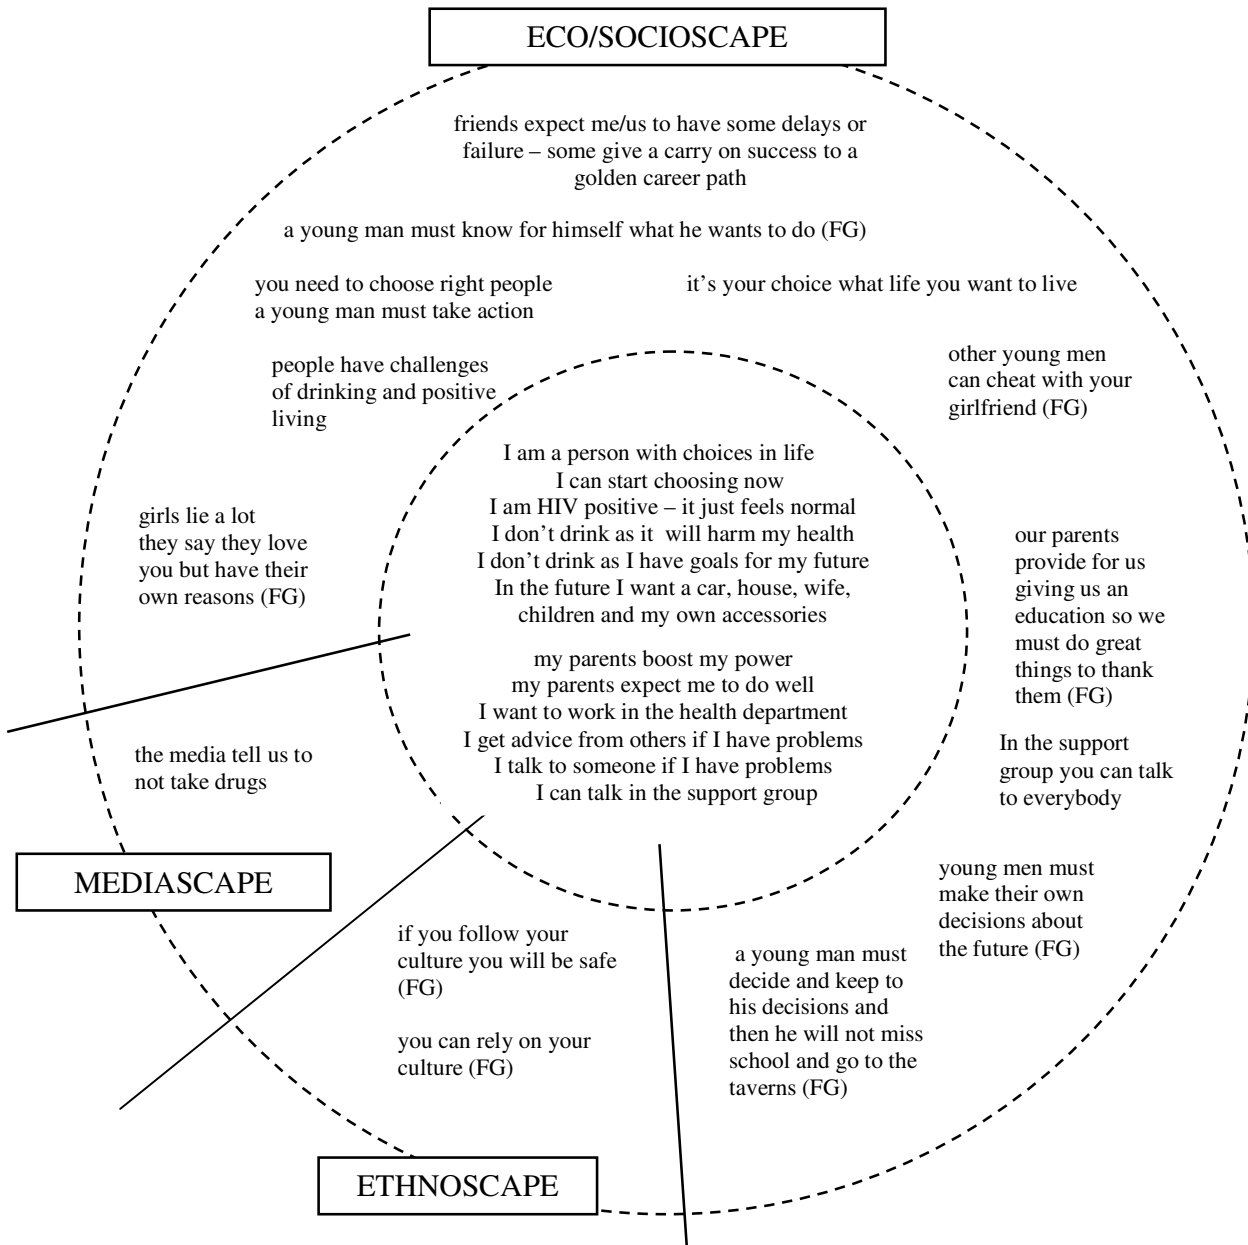 ECO/SOCIOSCAPE
friends expect me/us to have some delays or
failure – some give a carry on success to a
golden career path
a young man must know for himself what he wants to do (FG)
you need to choose right people
a young man must take action
it's your choice what life you want to live
people have challenges
of drinking and positive
living
other young men
can cheat with your
girlfriend (FG)
I am a person with choices in life
I can start choosing now
I am HIV positive – it just feels normal
I don't drink as it will harm my health
I don't drink as I have goals for my future
In the future I want a car, house, wife,
children and my own accessories
my parents boost my power
my parents expect me to do well
I want to work in the health department
I get advice from others if I have problems
I talk to someone if I have problems
I can talk in the support group
girls lie a lot
they say they love
you but have their
own reasons (FG)
our parents
provide for us
giving us an
education so we
must do great
things to thank
them (FG)
In the support
group you can talk
to everybody
the media tell us to
not take drugs
MEDIASCAPE
young men must
make their own
decisions about
the future (FG)
if you follow your
culture you will be safe
(FG)
you can rely on your
culture (FG)
a young man must
decide and keep to
his decisions and
then he will not miss
school and go to the
taverns (FG)
ETHNOSCAPE